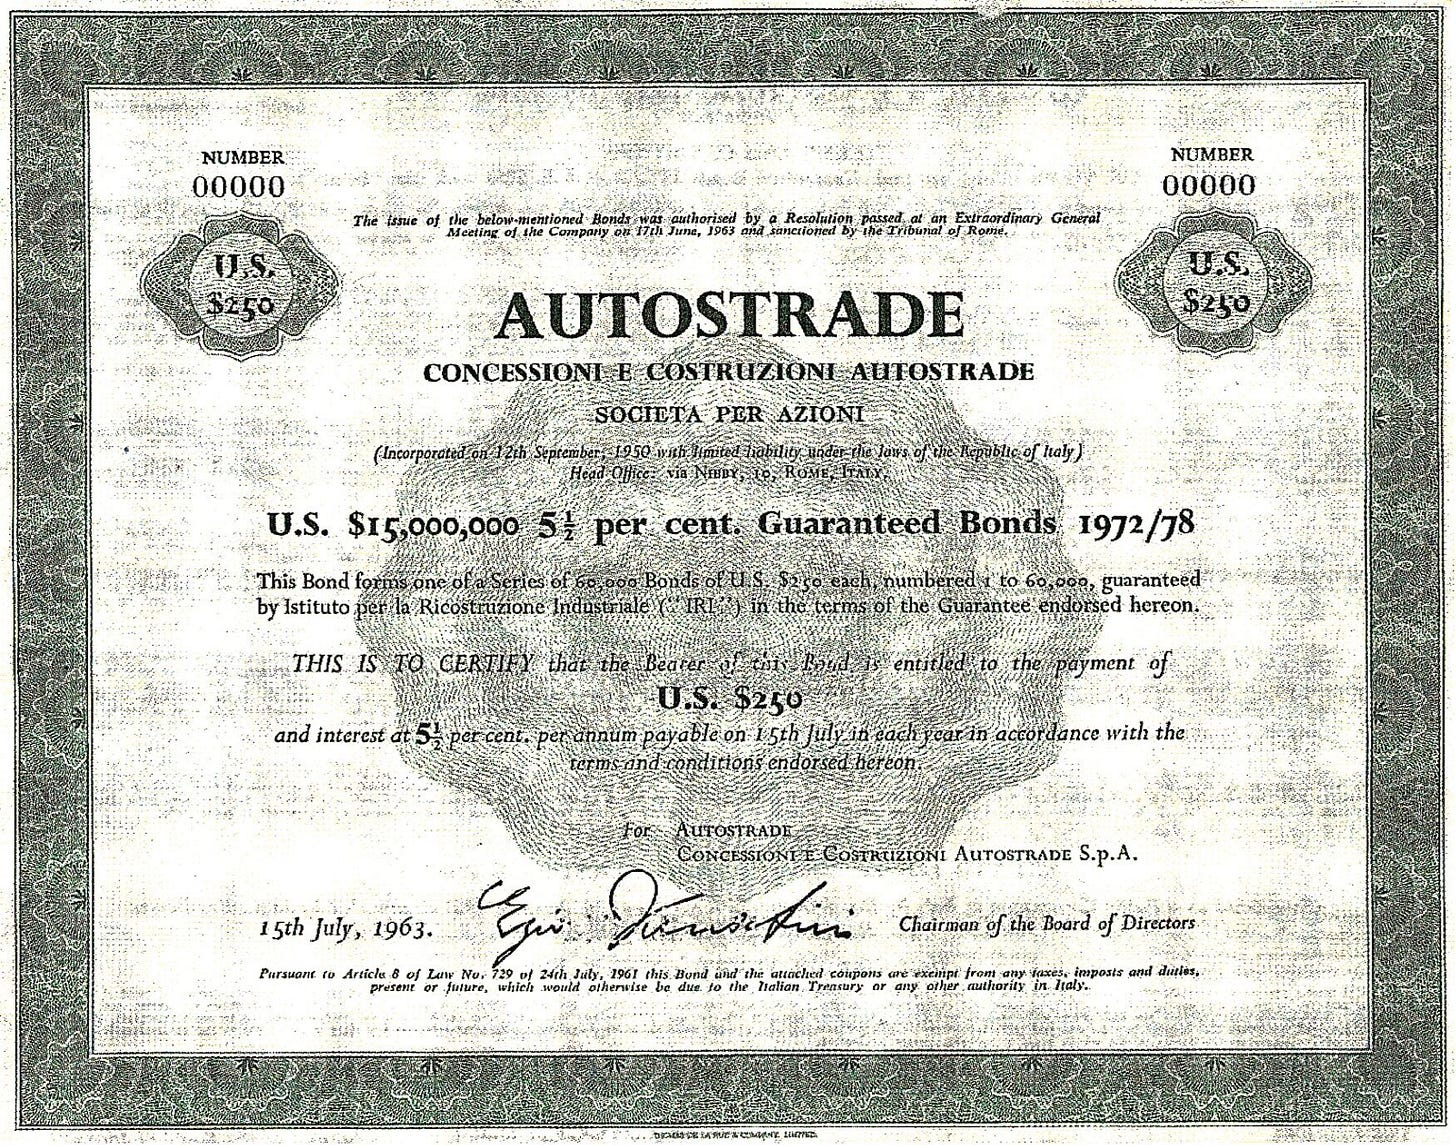 NUMBER
00000
NUMBER
00000
The issue of the below-mentioned Bonds was authorised by a Resolution passed at an Extraordinary General
Meeting of the Company on 17th June, 1963 and sanctioned by the Tribunal of Rome.
U.S.
$250
U.S.
$250
AUTOSTRADE
CONCESSIONI E COSTRUZIONI AUTOSTRADE
SOCIETA PER AZIONI
(Incorporated on 12th September, 1950 with limited liability under the laws of the Republic of Italy)
Head Office: via Nibby, 10, Rome, Italy.
U.S. $15,000,000 5½ per cent. Guaranteed Bonds 1972/78
This Bond forms one of a Series of 60,000 Bonds of U.S. $250 each, numbered 1 to 60,000, guaranteed
by Istituto per la Ricostruzione Industriale ("IRI") in the terms of the Guarantee endorsed hereon.
THIS IS TO CERTIFY that the Bearer of this Bond is entitled to the payment of
U.S. $250
and interest at 5½ per cent. per annum payable on 15th July in each year in accordance with the
terms and conditions endorsed hereon.
For AUTOSTRADE
CONCESSIONI E COSTRUZIONI AUTOSTRADE S.p.A.
15th July, 1963.
Chairman of the Board of Directors
Pursuant to Article 8 of Law No. 729 of 24th July, 1961 this Bond and the attached coupons are exempt from any taxes, imposts and duties,
present or future, which would otherwise be due to the Italian Treasury or any other authority in Italy.
THOMAS DE LA RUE & COMPANY, LIMITED.